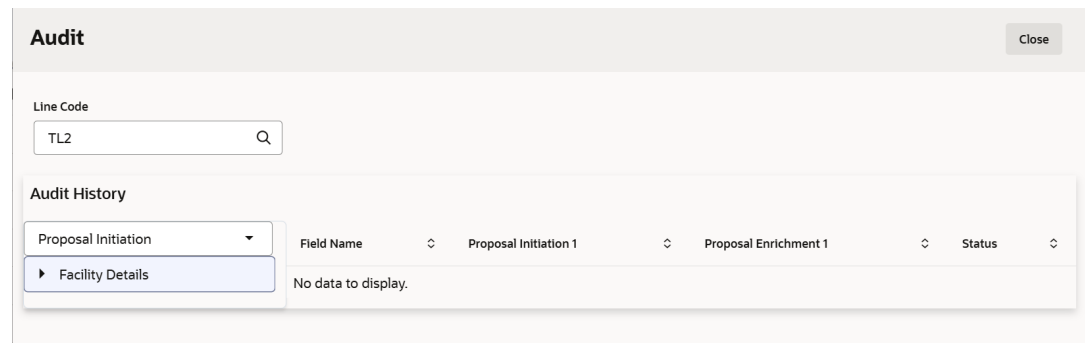 Audit
Close
Line Code
TL2
Audit History
Proposal Initiation
Field Name
Proposal Initiation 1
Proposal Enrichment 1
Status
Facility Details
No data to display.